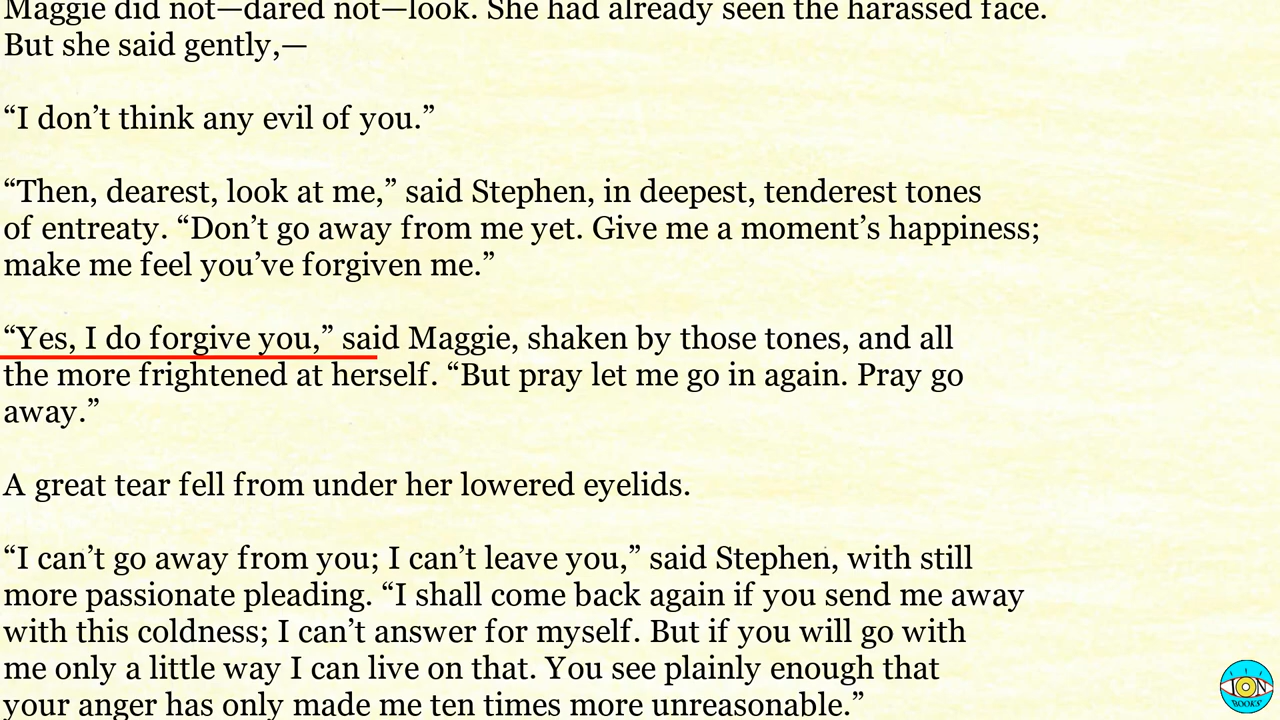 Maggie did not—dared not—look. She had already seen the harassed face.
But she said gently,—
“I don’t think any evil of you.”
“Then, dearest, look at me,” said Stephen, in deepest, tenderest tones
of entreaty. “Don’t go away from me yet. Give me a moment’s happiness;
make me feel you’ve forgiven me.”
“Yes, I do forgive you,” said Maggie, shaken by those tones, and all
the more frightened at herself. “But pray let me go in again. Pray go
away.”
A great tear fell from under her lowered eyelids.
“I can’t go away from you; I can’t leave you,” said Stephen, with still
more passionate pleading. “I shall come back again if you send me away
with this coldness; I can’t answer for myself. But if you will go with
me only a little way I can live on that. You see plainly enough that
your anger has only made me ten times more unreasonable.”
ION
BOOKS